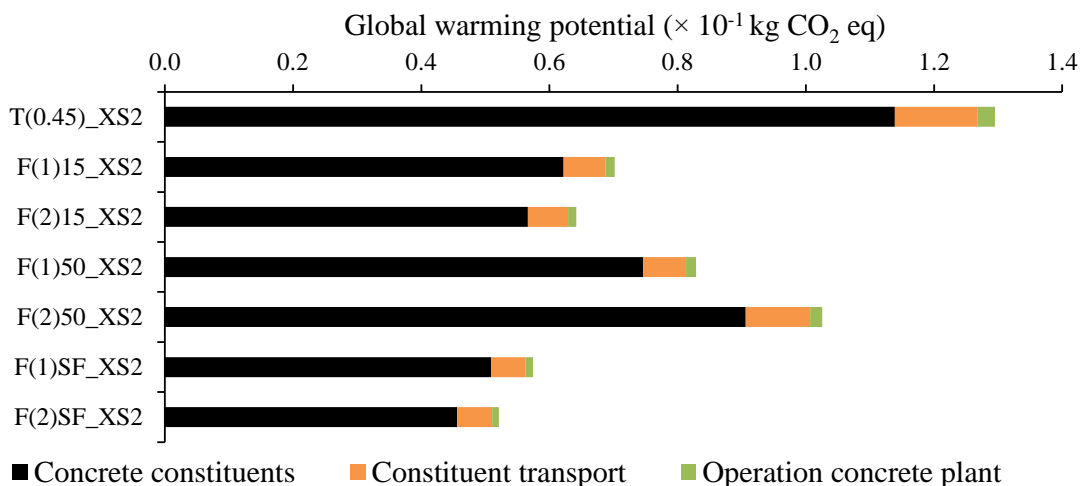 Global warming potential (× 10⁻¹ kg CO₂ eq)
0.0 0.2 0.4 0.6 0.8 1.0 1.2 1.4
T(0.45)_XS2
F(1)15_XS2
F(2)15_XS2
F(1)50_XS2
F(2)50_XS2
F(1)SF_XS2
F(2)SF_XS2
Concrete constituents Constituent transport Operation concrete plant